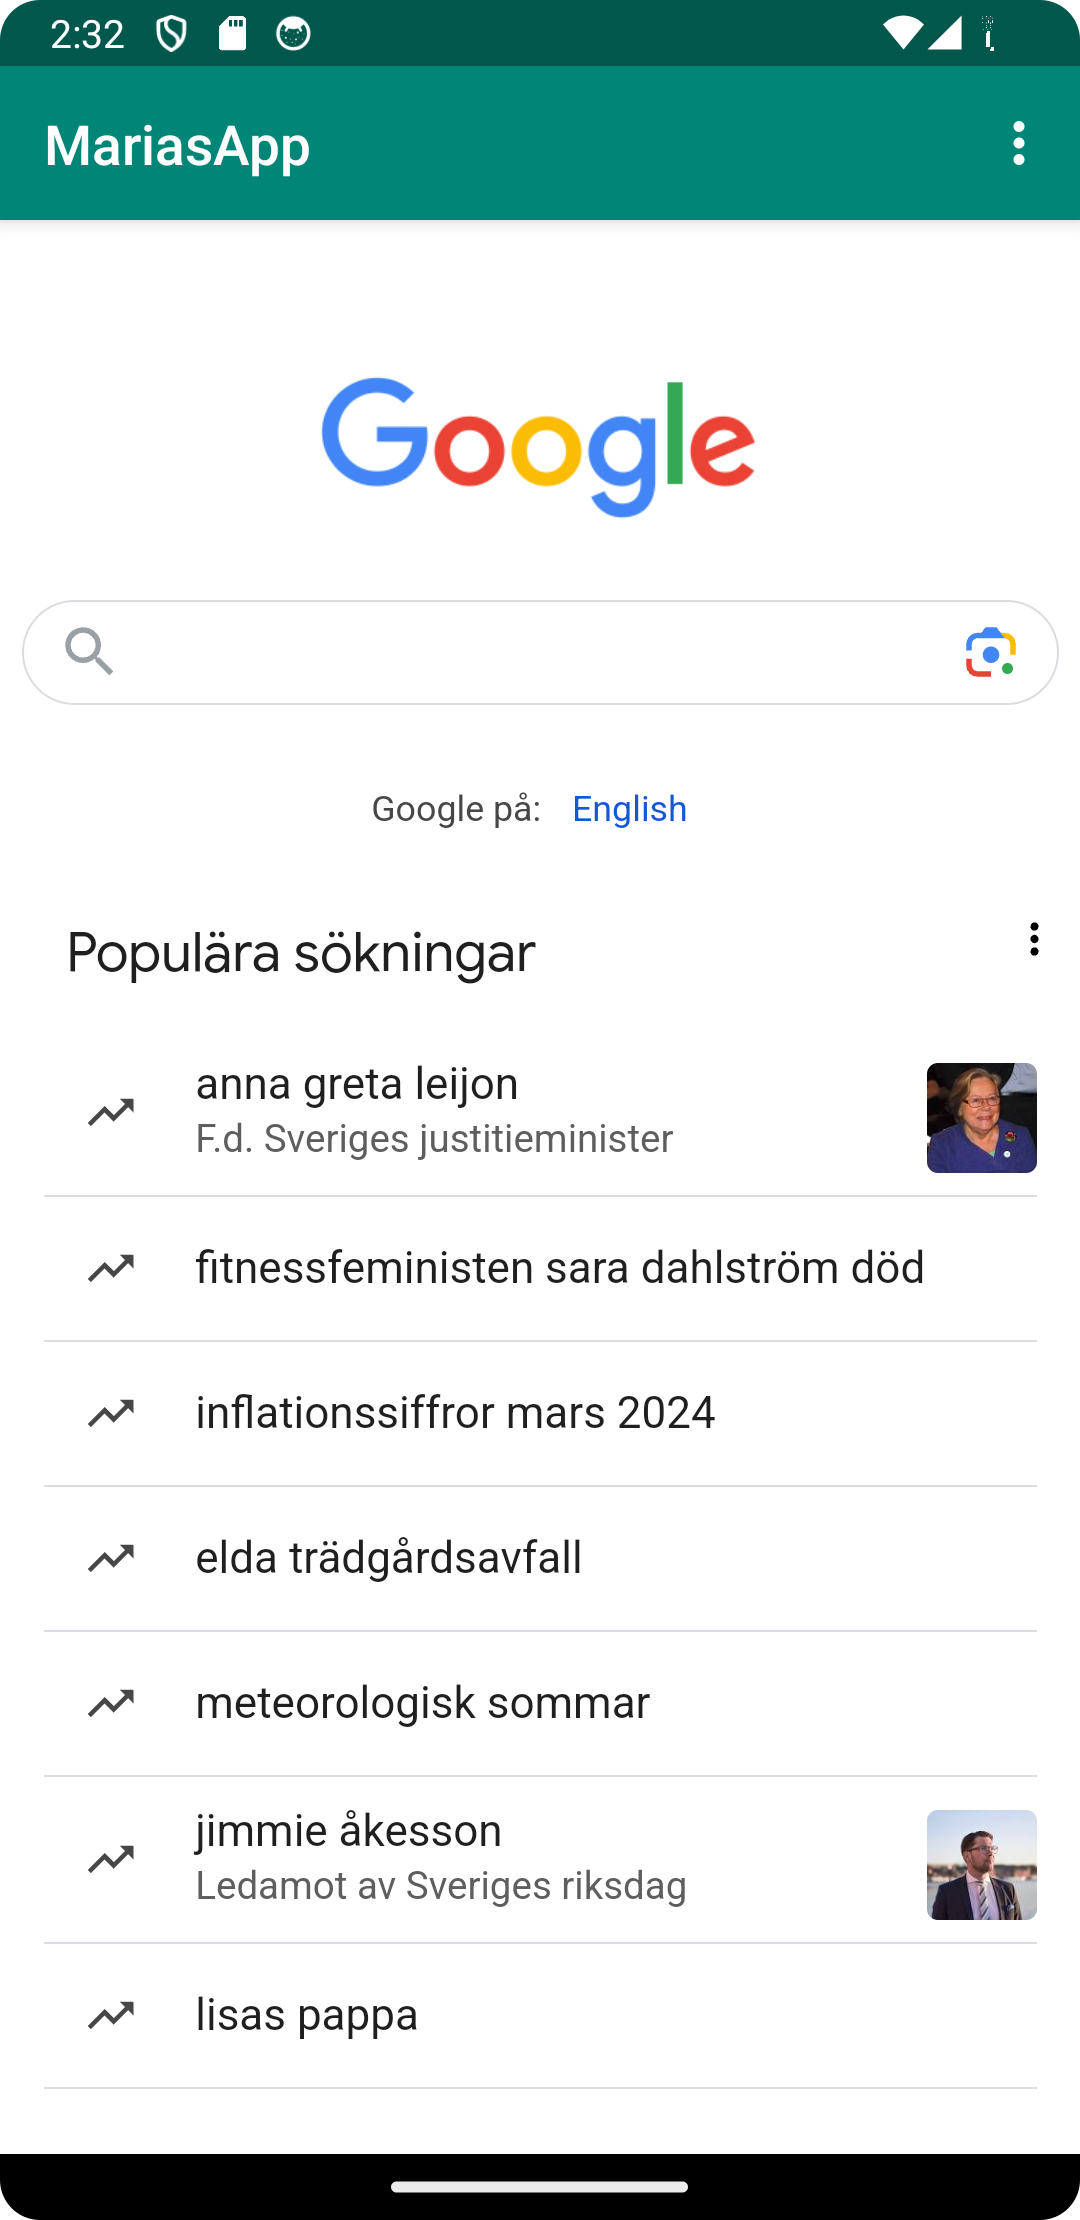 2:32
MariasApp
Google
Google på: English
Populära sökningar
anna greta leijon
F.d. Sveriges justitieminister
fitnessfeministen sara dahlström död
inflationssiffror mars 2024
elda trädgårdsavfall
meteorologisk sommar
jimmie åkesson
Ledamot av Sveriges riksdag
lisas pappa